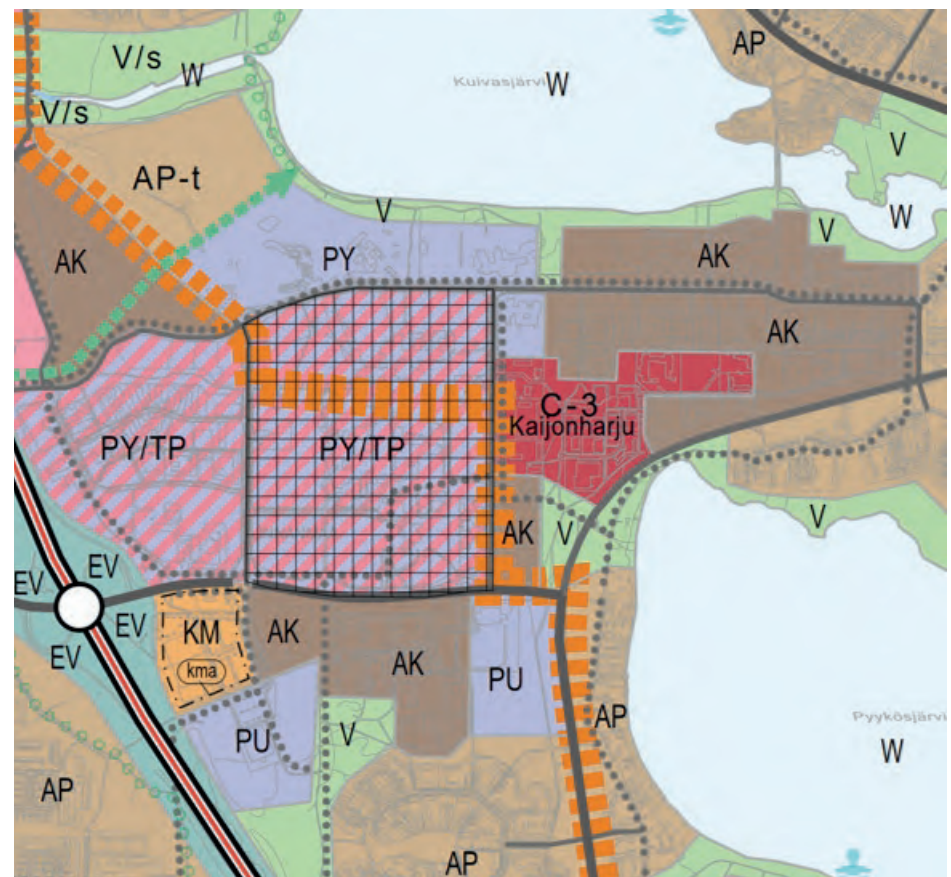 V/s
W
V/s
Kuivasjärvi
W
AP
V
W
AP-t
V
V
AK
PY
AK
AK
C-3
Kaijonharju
PY/TP
PY/TP
AK
V
V
EV
EV
EV
EV
KM
kma
AK
AK
PU
PU
V
AP
Pyykösjärvi
W
AP
AP